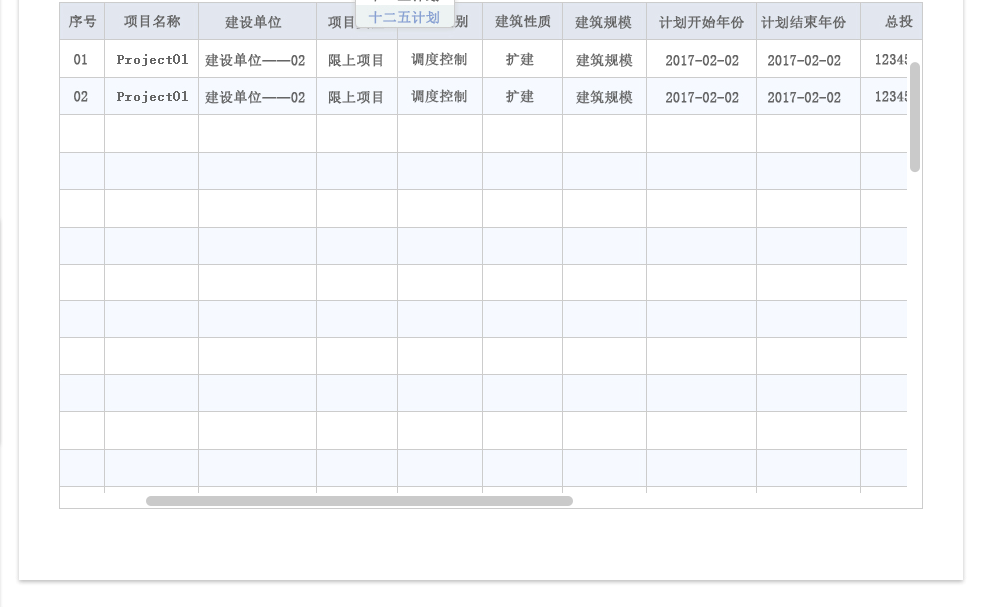 十二五计划
序号 项目名称 建设单位 项目 别 建筑性质 建筑规模 计划开始年份 计划结束年份 总投
01 Project01 建设单位——02 限上项目 调度控制 扩建 建筑规模 2017-02-02 2017-02-02 12345
02 Project01 建设单位——02 限上项目 调度控制 扩建 建筑规模 2017-02-02 2017-02-02 12345